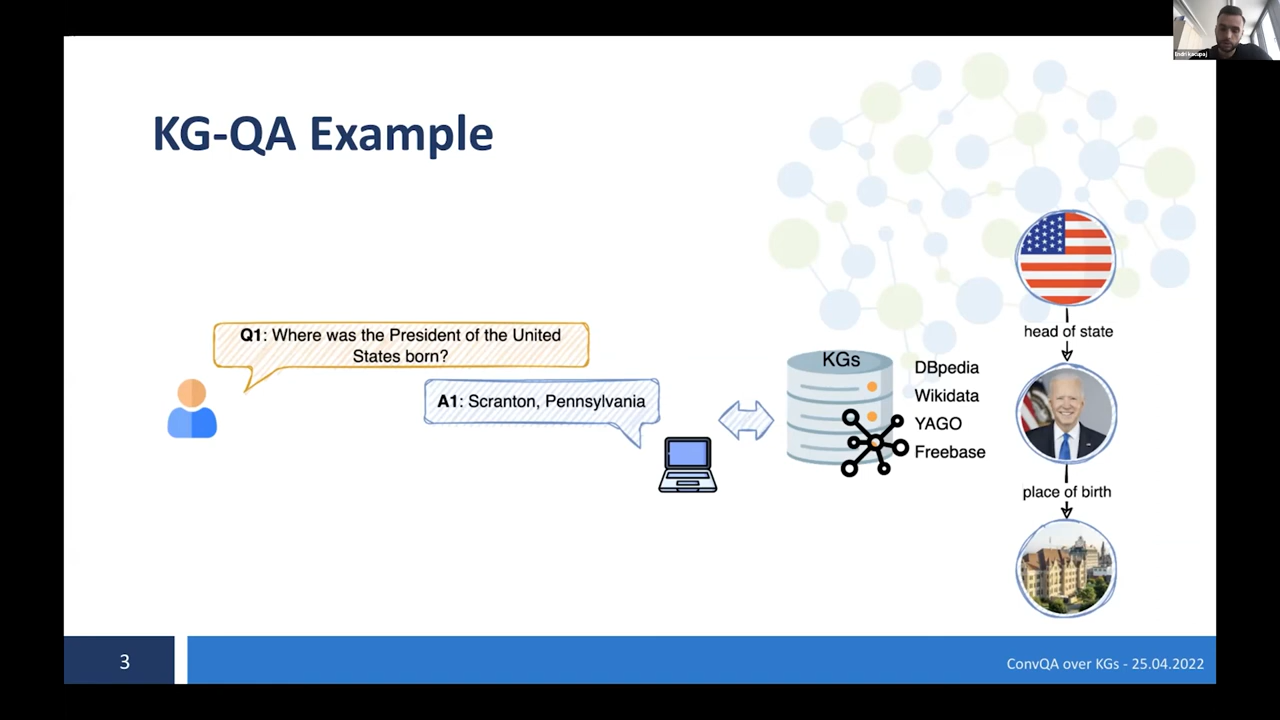 KG-QA Example
Q1: Where was the President of the United
States born?
A1: Scranton, Pennsylvania
KGs
DBpedia
Wikidata
YAGO
Freebase
head of state
place of birth
3
ConvQA over KGs - 25.04.2022